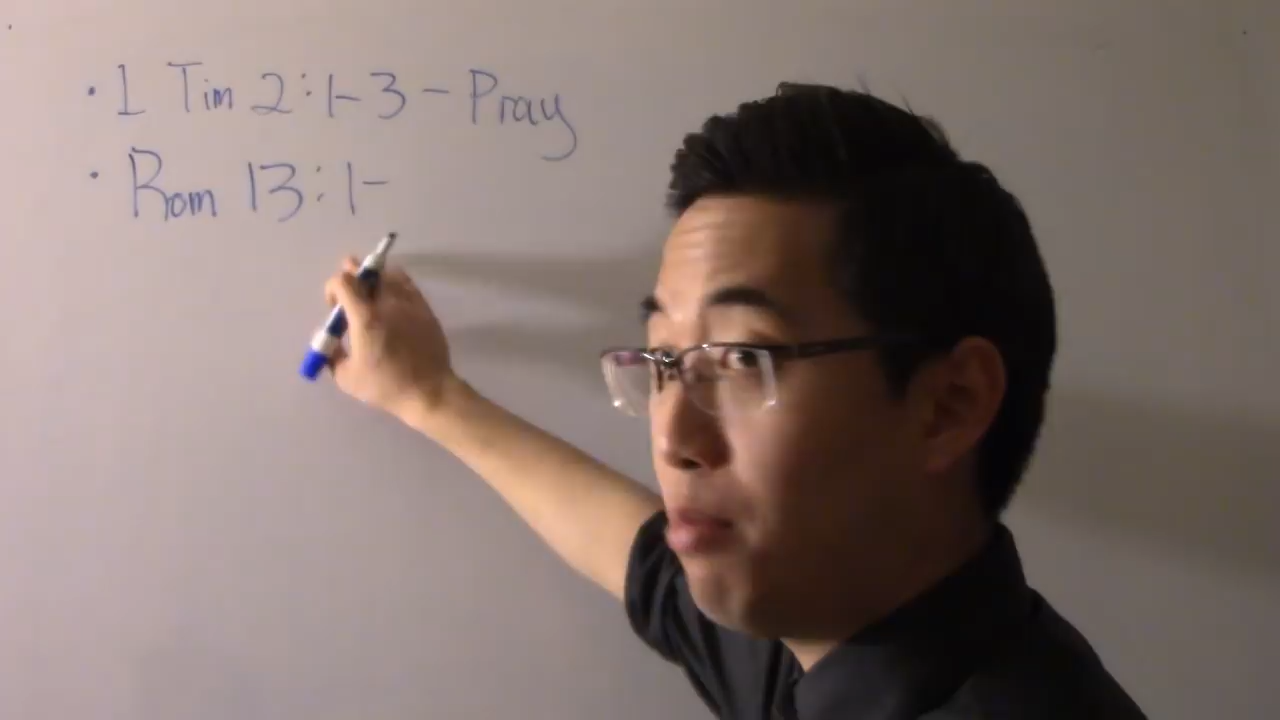 • 1 Tim 2:1-3 - Pray
• Rom 13:1-